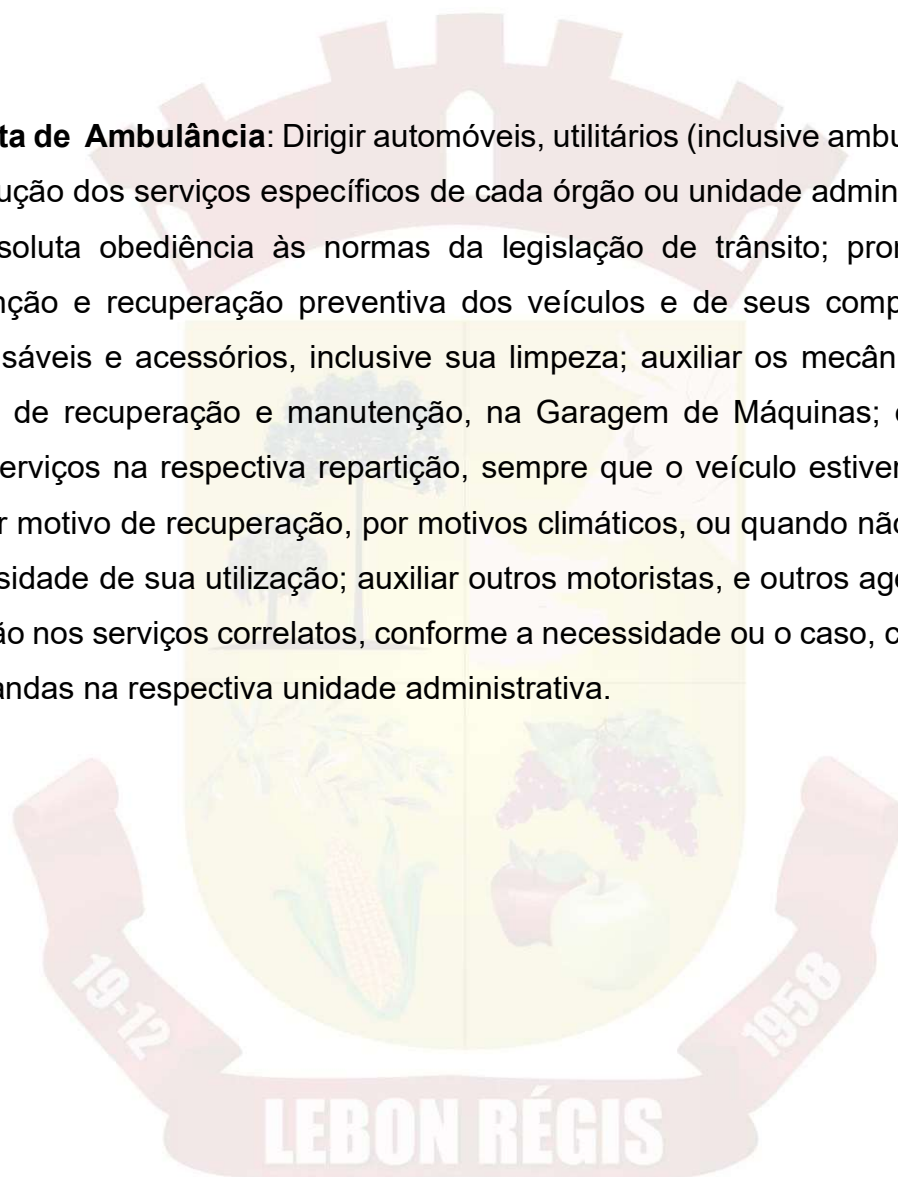 ta de Ambulância: Dirigir automóveis, utilitários (inclusive ambu
ução dos serviços específicos de cada órgão ou unidade admin
soluta obediência às normas da legislação de trânsito; pro
nção e recuperação preventiva dos veículos e de seus comp
sáveis e acessórios, inclusive sua limpeza; auxiliar os mecân
de recuperação e manutenção, na Garagem de Máquinas;
erviços na respectiva repartição, sempre que o veículo estiver
r motivo de recuperação, por motivos climáticos, ou quando não
sidade de sua utilização; auxiliar outros motoristas, e outros age
ão nos serviços correlatos, conforme a necessidade ou o caso,
andas na respectiva unidade administrativa.
19-12
1958
LEBON RÉGIS